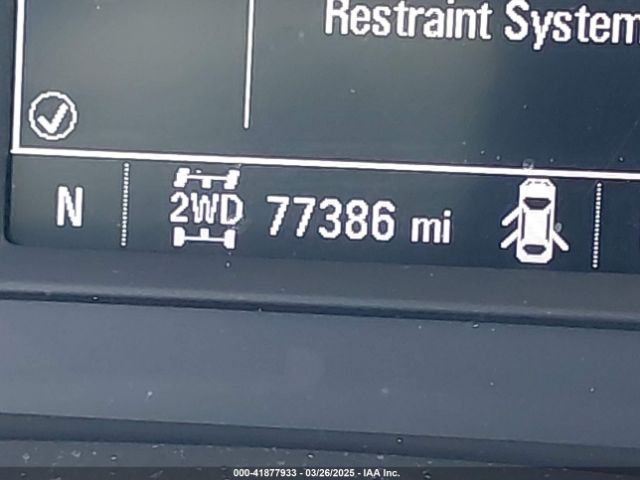 Restraint System
N
2WD
77386 mi
000-41877933 - 03/26/2025 - IAA Inc.